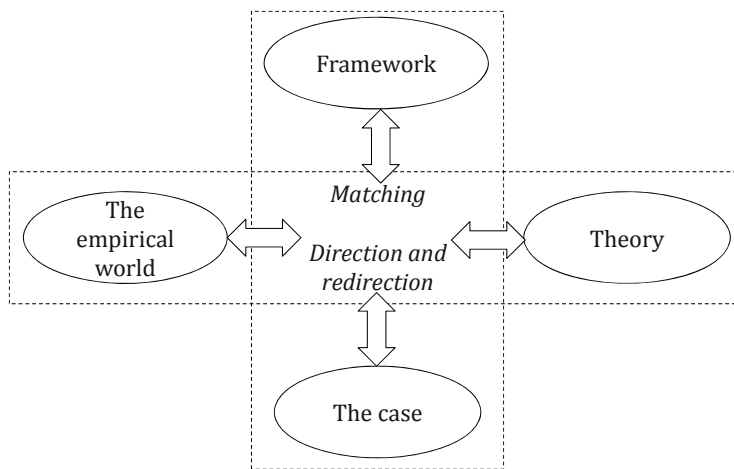 Framework
Matching
The
empirical
world
Direction and
redirection
Theory
The case